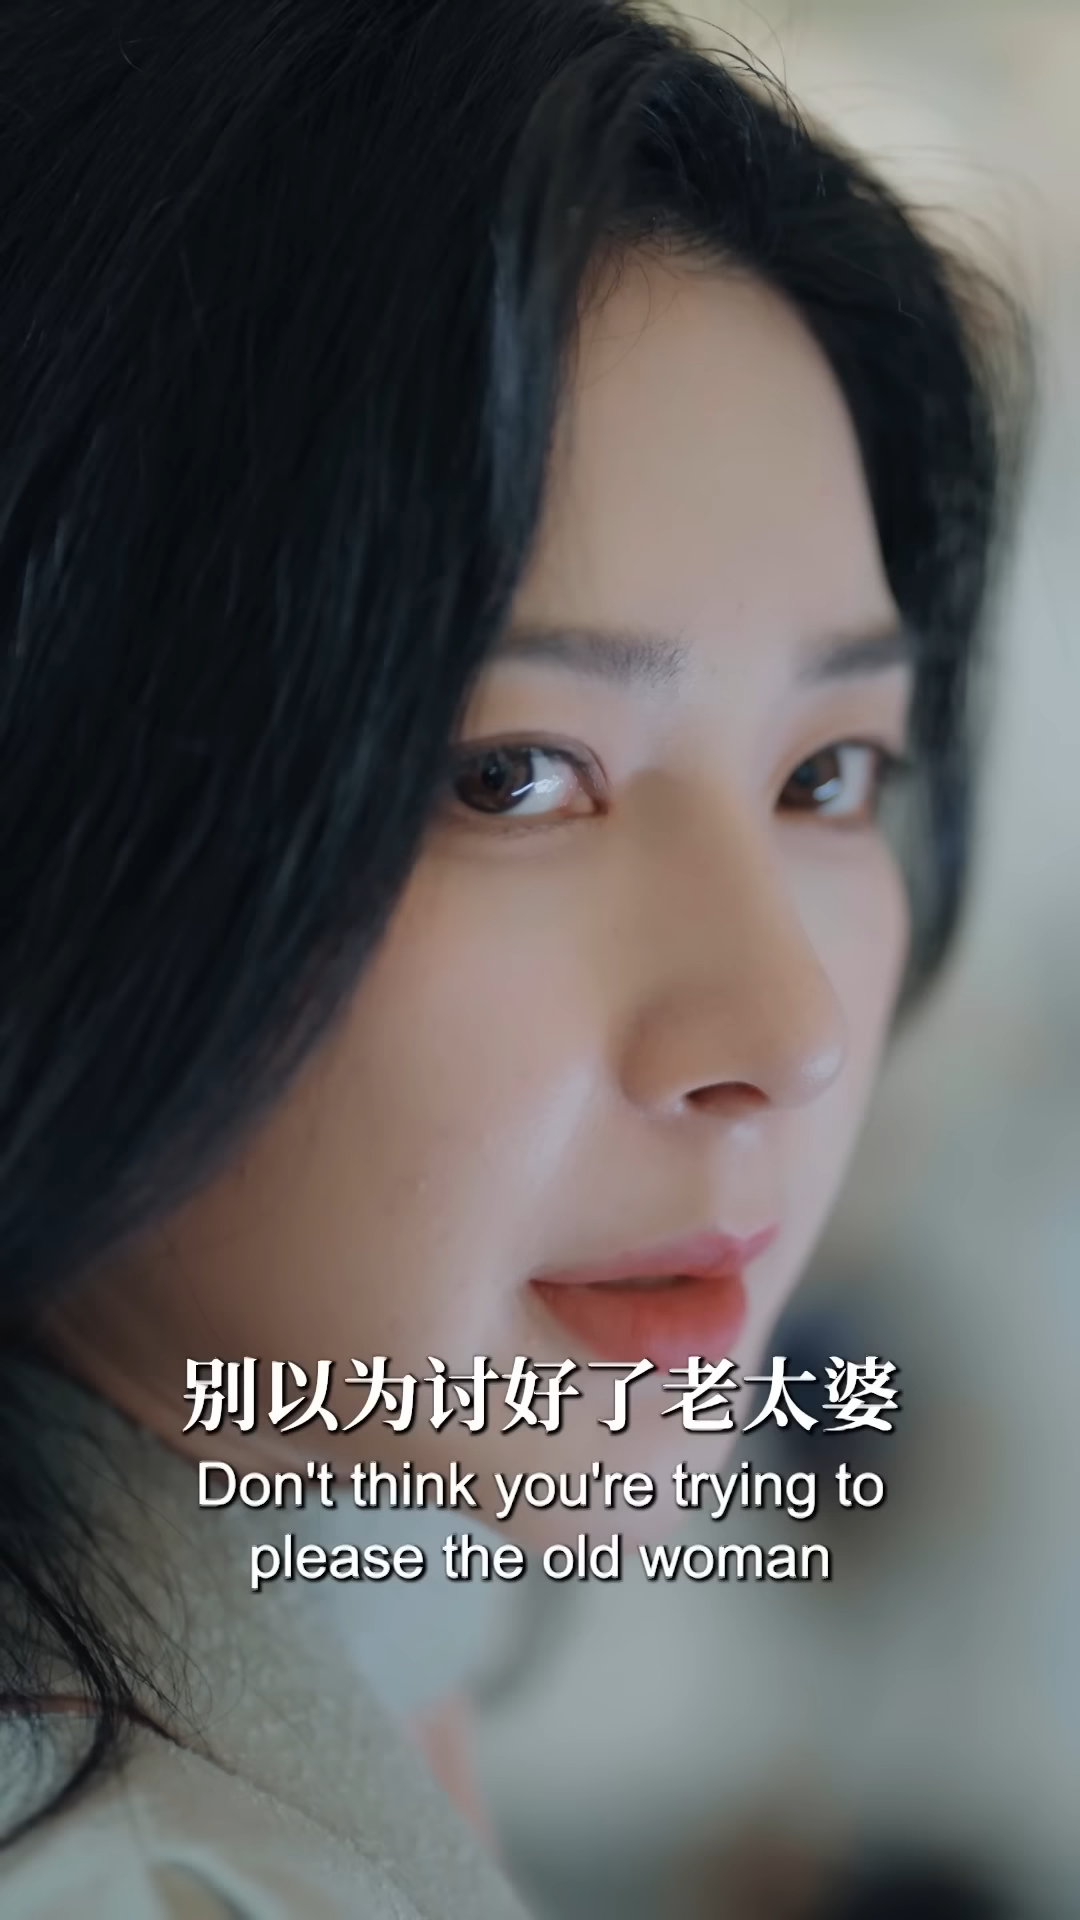 别以为讨好了老太婆
Don't think you're trying to
please the old woman